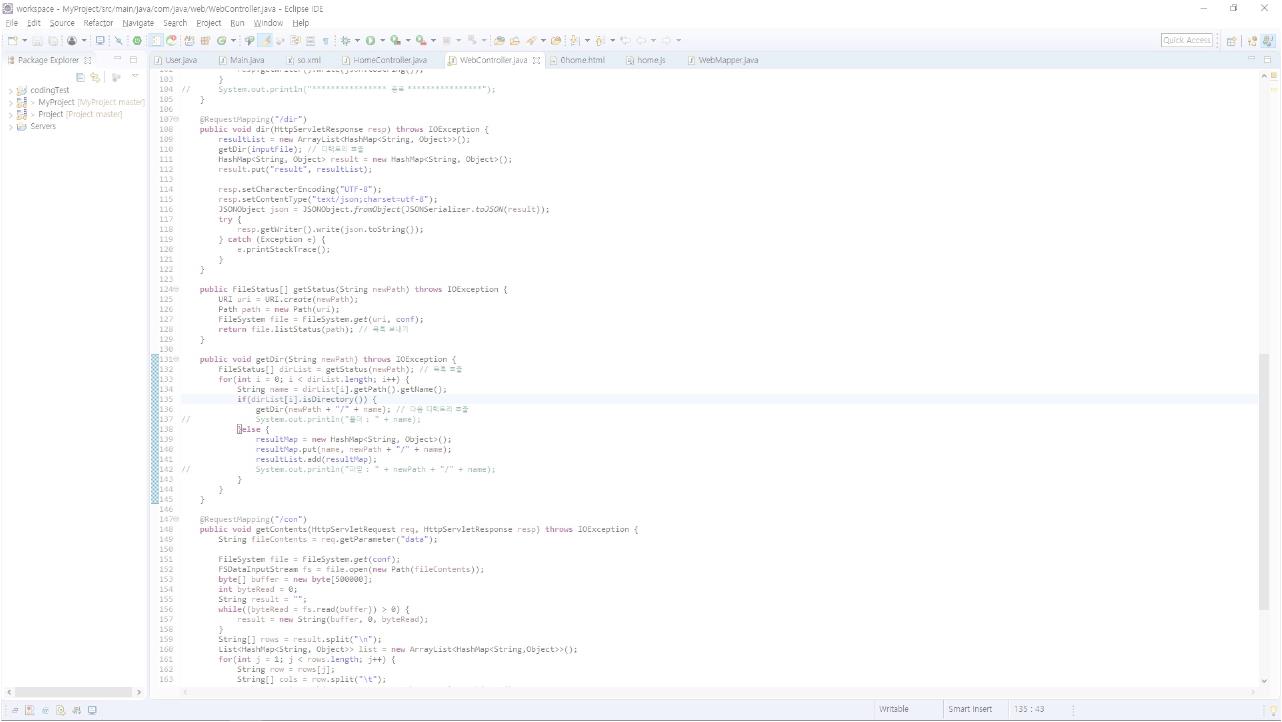 workspace - MyProject/src/main/java/com/java/web/WebController.java - Eclipse IDE
File Edit Source Refactor Navigate Search Project Run Window Help
Quick Access
Package Explorer
User.java Main.java so.xml HomeController.java WebController.java 0home.html home.js WebMapper.java
codingTest
MyProject [MyProject master]
Project [Project master]
Servers
102 resp.getWriter().write(json.toString());
103 }
104 // System.out.println("**************** 종료 ****************");
105 }
106
107 @RequestMapping("/dir")
108 public void dir(HttpServletResponse resp) throws IOException {
109 resultList = new ArrayList<HashMap<String, Object>>();
110 getDir(inputFile); // 디렉토리 호출
111 HashMap<String, Object> result = new HashMap<String, Object>();
112 result.put("result", resultList);
113
114 resp.setCharacterEncoding("UTF-8");
115 resp.setContentType("text/json;charset=utf-8");
116 JSONObject json = JSONObject.fromObject(JSONSerializer.toJSON(result));
117 try {
118 resp.getWriter().write(json.toString());
119 } catch (Exception e) {
120 e.printStackTrace();
121 }
122 }
123
124 public FileStatus[] getStatus(String newPath) throws IOException {
125 URI uri = URI.create(newPath);
126 Path path = new Path(uri);
127 FileSystem file = FileSystem.get(uri, conf);
128 return file.listStatus(path); // 목록 보내기
129 }
130
131 public void getDir(String newPath) throws IOException {
132 FileStatus[] dirList = getStatus(newPath); // 목록 호출
133 for(int i = 0; i < dirList.length; i++) {
134 String name = dirList[i].getPath().getName();
135 if(dirList[i].isDirectory()) {
136 getDir(newPath + "/" + name); // 다음 디렉토리 호출
137 // System.out.println("폴더 : " + name);
138 }else {
139 resultMap = new HashMap<String, Object>();
140 resultMap.put(name, newPath + "/" + name);
141 resultList.add(resultMap);
142 // System.out.println("파일 : " + newPath + "/" + name);
143 }
144 }
145 }
146
147 @RequestMapping("/con")
148 public void getContents(HttpServletRequest req, HttpServletResponse resp) throws IOException {
149 String fileContents = req.getParameter("data");
150
151 FileSystem file = FileSystem.get(conf);
152 FSDataInputStream fs = file.open(new Path(fileContents));
153 byte[] buffer = new byte[500000];
154 int byteRead = 0;
155 String result = "";
156 while((byteRead = fs.read(buffer)) > 0) {
157 result = new String(buffer, 0, byteRead);
158 }
159 String[] rows = result.split("\n");
160 List<HashMap<String, Object>> list = new ArrayList<HashMap<String,Object>>();
161 for(int j = 1; j < rows.length; j++) {
162 String row = rows[j];
163 String[] cols = row.split("\t");
Writable Smart Insert 135 : 43